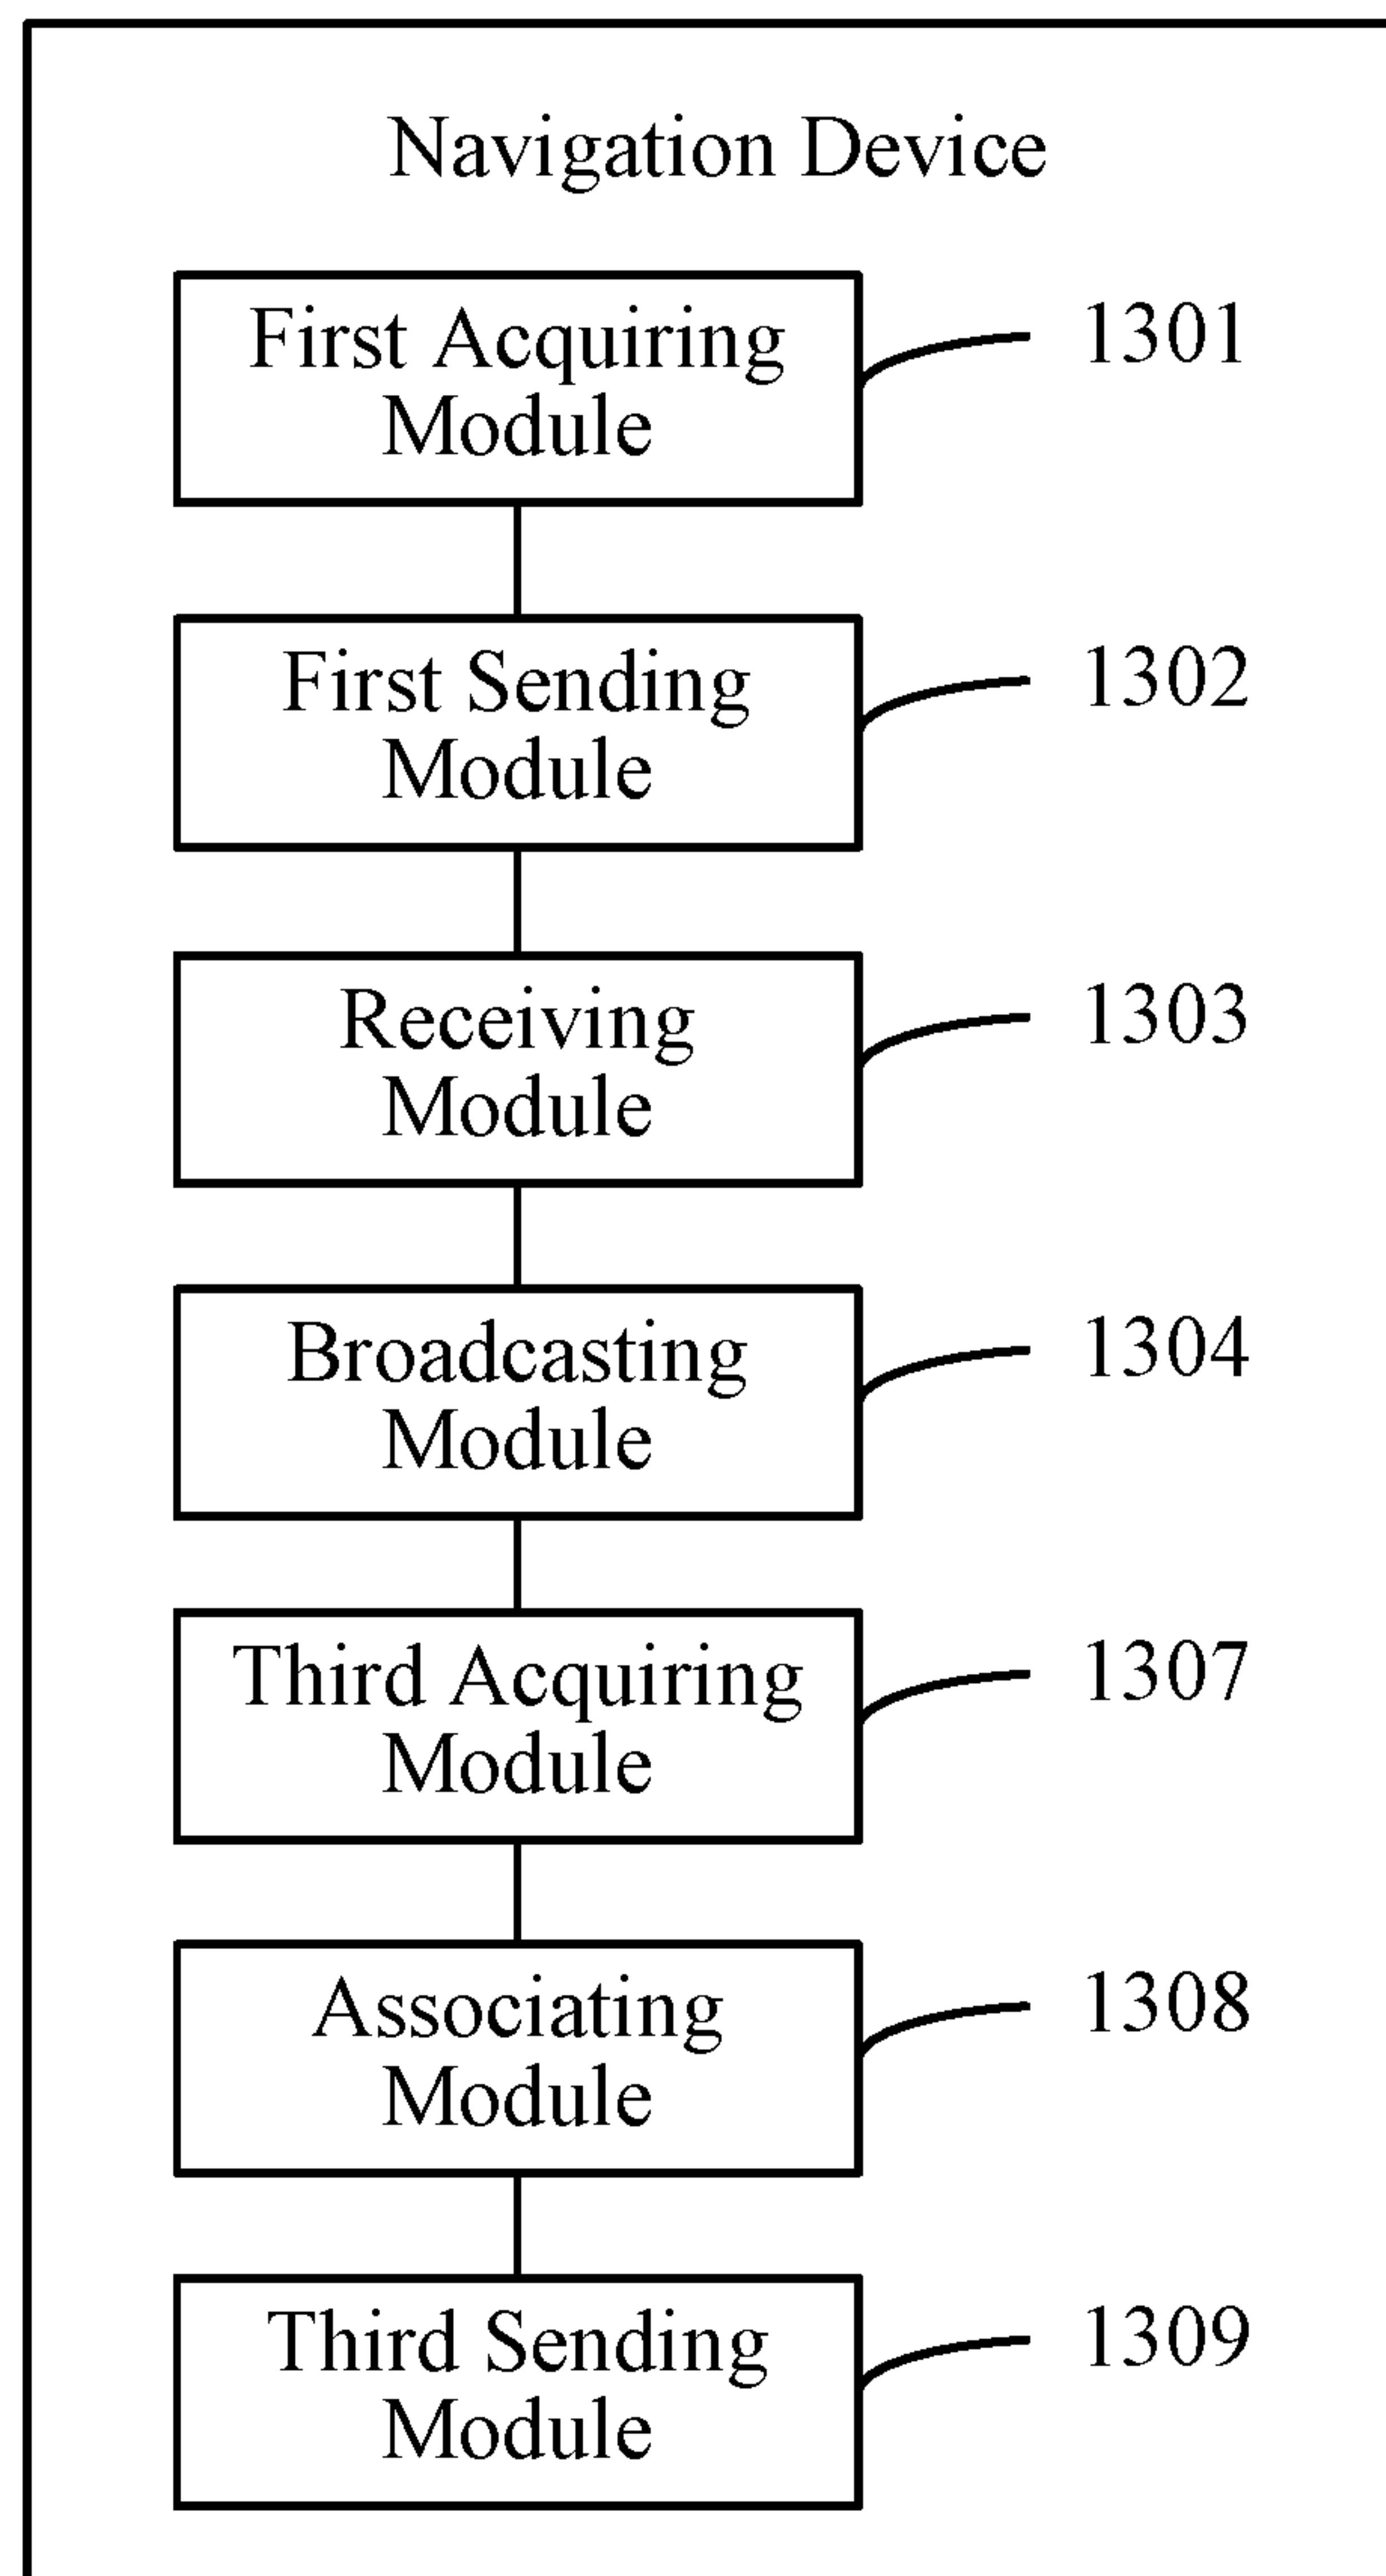 Navigation Device
First Acquiring
Module
1301
First Sending
Module
1302
Receiving
Module
1303
Broadcasting
Module
1304
Third Acquiring
Module
1307
Associating
Module
1308
Third Sending
Module
1309